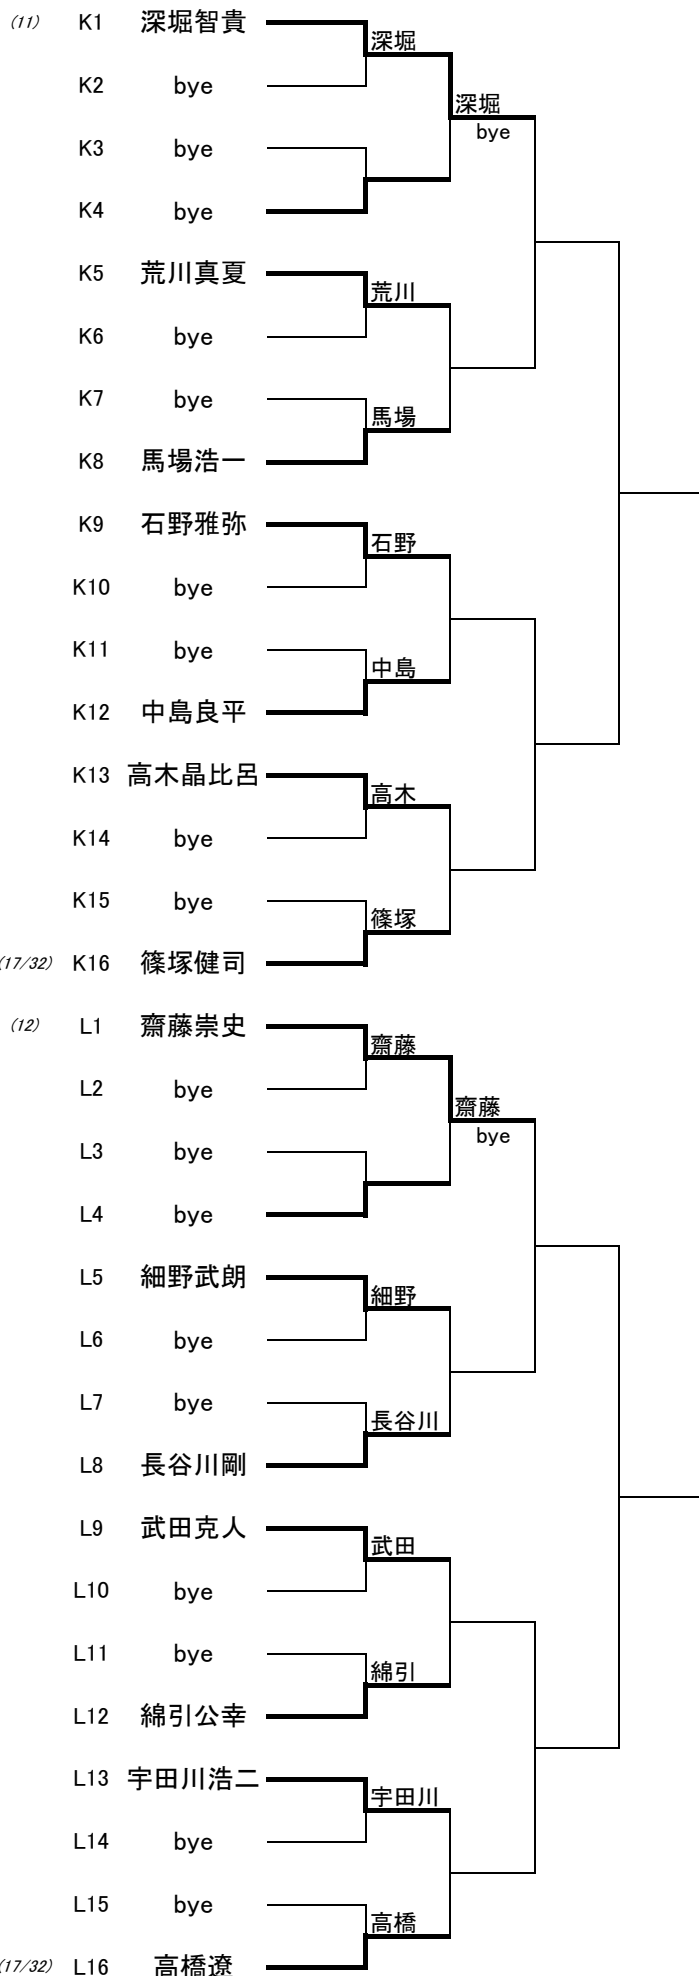 (11) K1 深堀智貴
深堀
K2 bye
深堀
bye
K3 bye
K4 bye
K5 荒川真夏
荒川
K6 bye
K7 bye
馬場
K8 馬場浩一
K9 石野雅弥
石野
K10 bye
K11 bye
中島
K12 中島良平
K13 高木晶比呂
高木
K14 bye
K15 bye
篠塚
(17/32) K16 篠塚健司
(12) L1 齋藤崇史
齋藤
L2 bye
齋藤
bye
L3 bye
L4 bye
L5 細野武朗
細野
L6 bye
L7 bye
長谷川
L8 長谷川剛
L9 武田克人
武田
L10 bye
L11 bye
綿引
L12 綿引公幸
L13 宇田川浩二
宇田川
L14 bye
L15 bye
高橋
(17/32) L16 高橋遼